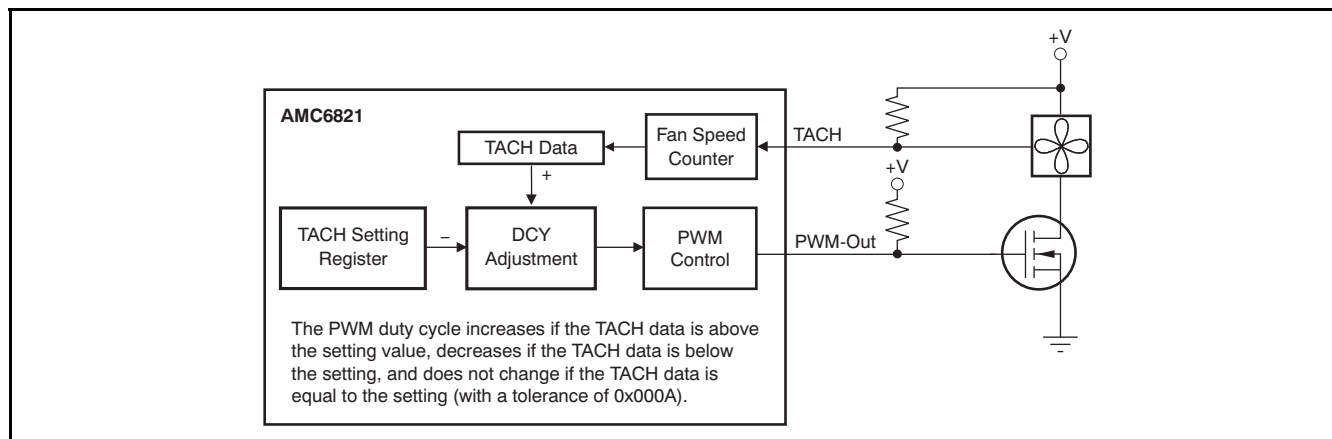 +V
AMC6821
Fan Speed
Counter
TACH
TACH Data
+
+V
TACH Setting
Register
–
DCY
Adjustment
PWM
Control
PWM-Out
The PWM duty cycle increases if the TACH data is above
the setting value, decreases if the TACH data is below
the setting, and does not change if the TACH data is
equal to the setting (with a tolerance of 0x000A).